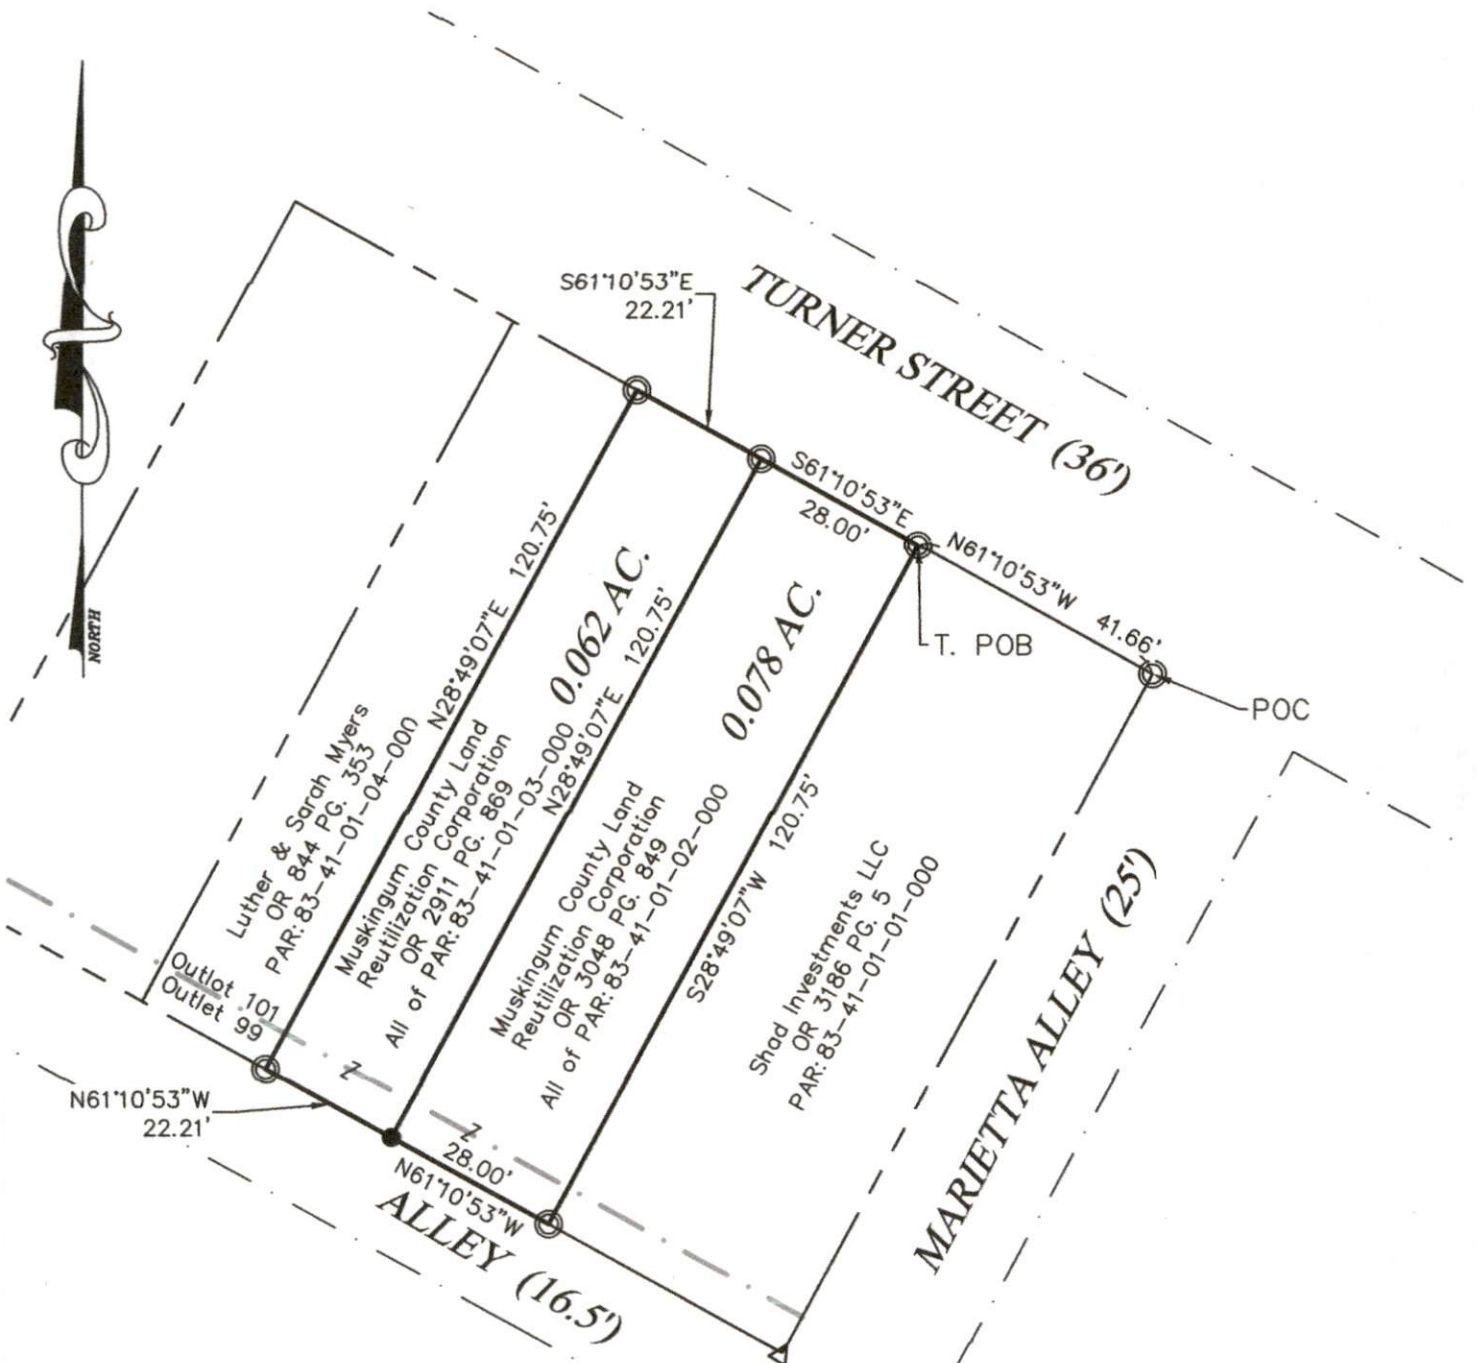 NORTH
S61°10'53"E
22.21'
TURNER STREET (36')
S61°10'53"E
28.00'
N61°10'53"W 41.66'
T. POB
POC
N28°49'07"E 120.75'
0.062 AC.
N28°49'07"E 120.75'
0.078 AC.
S28°49'07"W 120.75'
Luther & Sarah Myers
OR 844 PG. 353
PAR:83-41-01-04-000
Muskingum County Land
Reutilization Corporation
OR 2911 PG. 869
All of PAR:83-41-01-03-000
Muskingum County Land
Reutilization Corporation
OR 3048 PG. 849
All of PAR:83-41-01-02-000
Shad Investments LLC
OR 3186 PG. 5
PAR:83-41-01-01-000
MARIETTA ALLEY (25')
Outlot 101
Outlet 99
Z
Z
N61°10'53"W
22.21'
28.00'
N61°10'53"W
ALLEY (16.5')